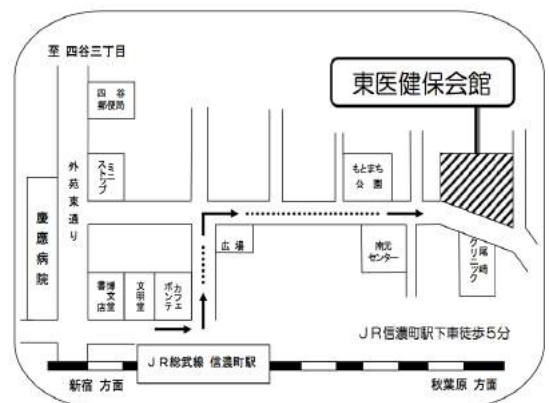 至 四谷三丁目
東医健保会館
四谷
郵便局
ミニ
ストップ
外苑東通り
慶應病院
もとまち
公園
広場
南元
センター
尾崎
クリニック
博文堂
書店
文明堂
カフェ
ボンテ
JR信濃町駅下車徒歩5分
JR総武線 信濃町駅
新宿 方面
秋葉原 方面